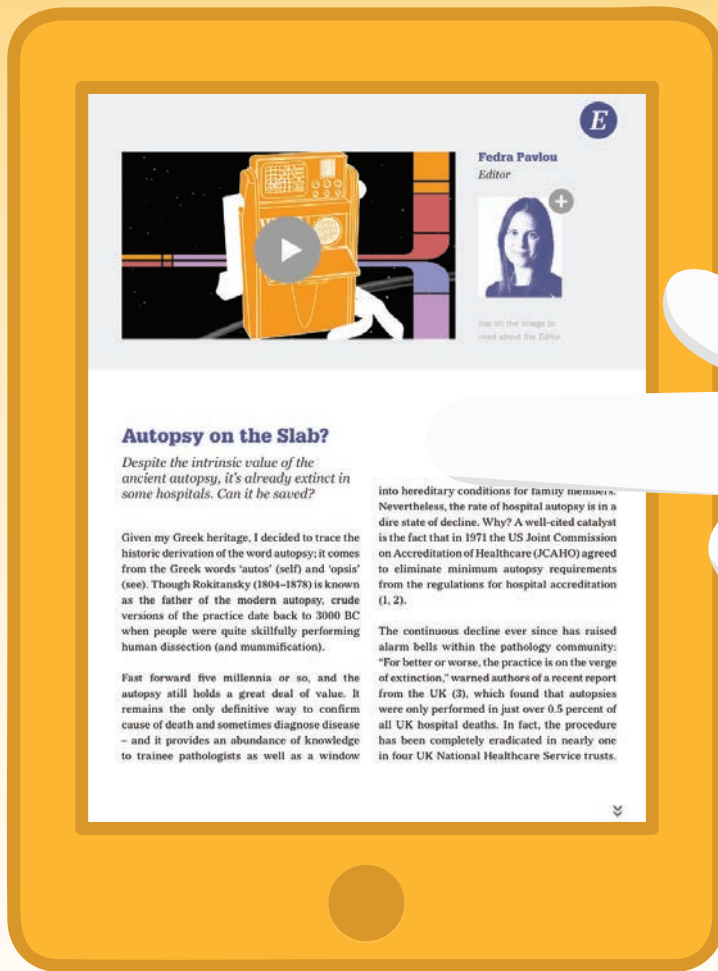 E
Fedra Pavlou
Editor
tap on the image to
read about the Editor
Autopsy on the Slab?
Despite the intrinsic value of the
ancient autopsy, it's already extinct in
some hospitals. Can it be saved?
Given my Greek heritage, I decided to trace the
historic derivation of the word autopsy; it comes
from the Greek words ‘autos’ (self) and ‘opsis’
(see). Though Rokitansky (1804–1878) is known
as the father of the modern autopsy, crude
versions of the practice date back to 3000 BC
when people were quite skillfully performing
human dissection (and mummification).
Fast forward five millennia or so, and the
autopsy still holds a great deal of value. It
remains the only definitive way to confirm
cause of death and sometimes diagnose disease
– and it provides an abundance of knowledge
to trainee pathologists as well as a window
into hereditary conditions for family members.
Nevertheless, the rate of hospital autopsy is in a
dire state of decline. Why? A well-cited catalyst
is the fact that in 1971 the US Joint Commission
on Accreditation of Healthcare (JCAHO) agreed
to eliminate minimum autopsy requirements
from the regulations for hospital accreditation
(1, 2).
The continuous decline ever since has raised
alarm bells within the pathology community:
“For better or worse, the practice is on the verge
of extinction,” warned authors of a recent report
from the UK (3), which found that autopsies
were only performed in just over 0.5 percent of
all UK hospital deaths. In fact, the procedure
has been completely eradicated in nearly one
in four UK National Healthcare Service trusts.